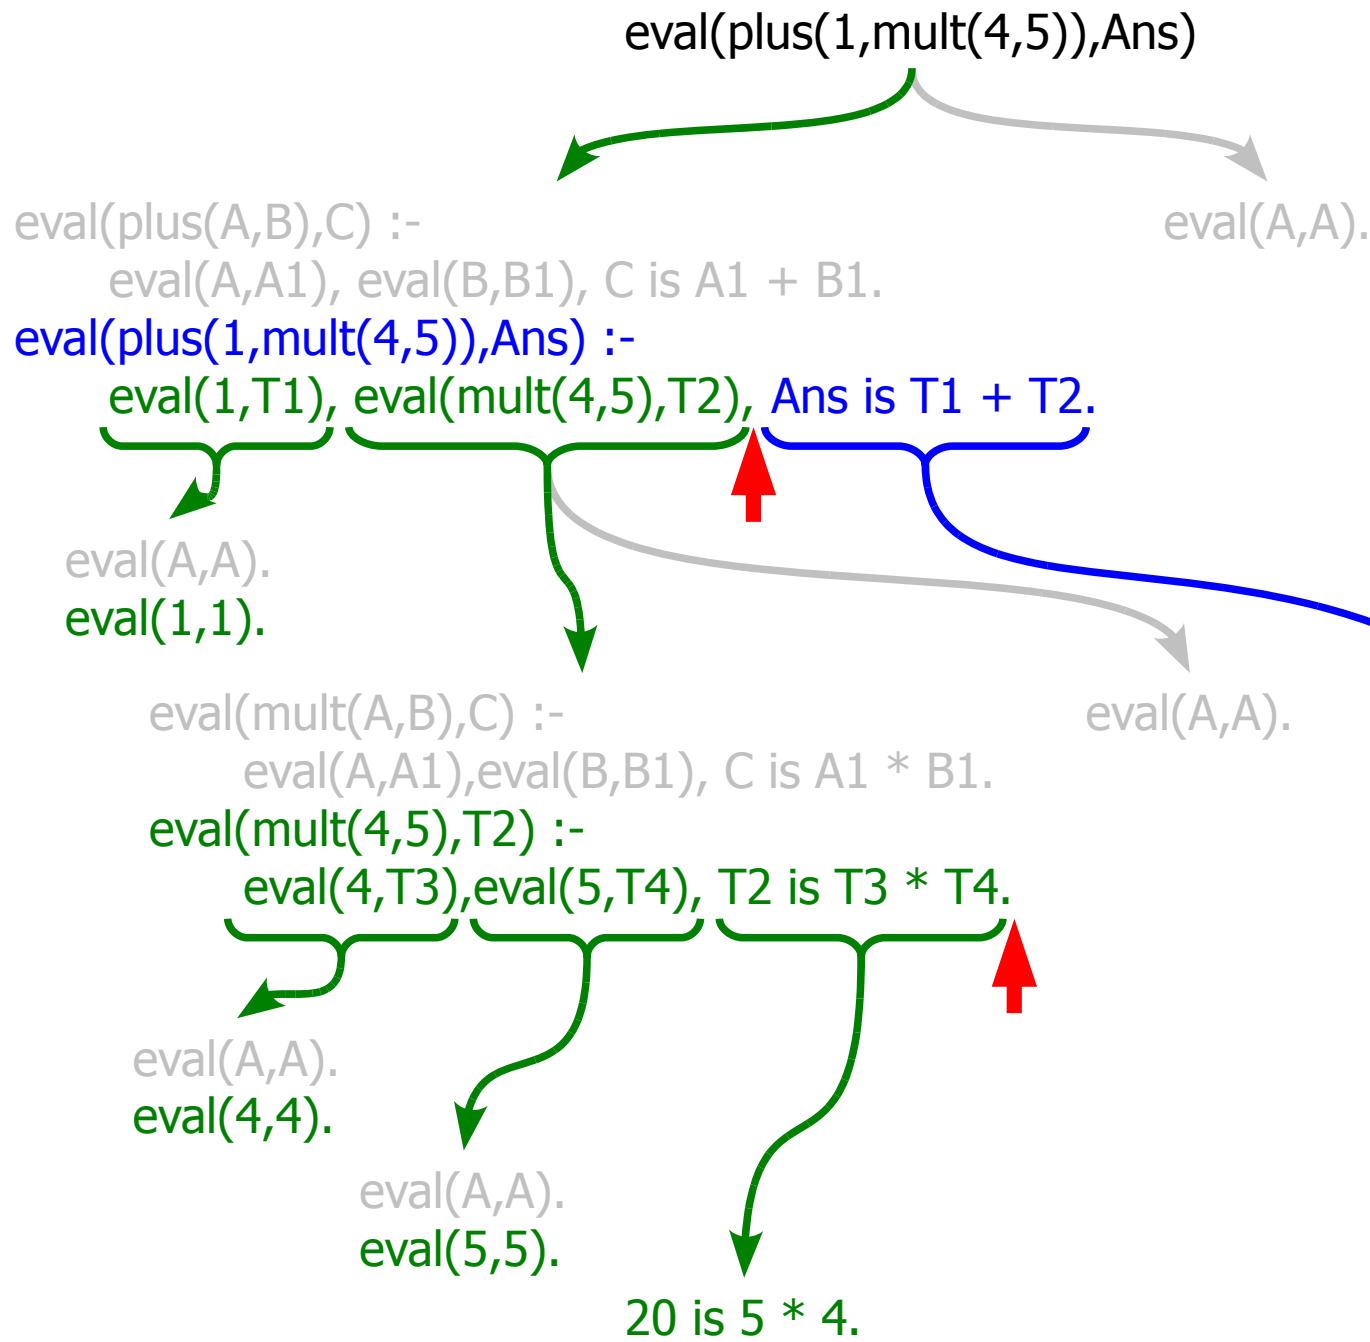 eval(plus(1,mult(4,5)),Ans)
eval(plus(A,B),C) :-
eval(A,A).
eval(A,A1), eval(B,B1), C is A1 + B1.
eval(plus(1,mult(4,5)),Ans) :-
eval(1,T1), eval(mult(4,5),T2), Ans is T1 + T2.
eval(A,A).
eval(1,1).
eval(mult(A,B),C) :-
eval(A,A).
eval(A,A1),eval(B,B1), C is A1 * B1.
eval(mult(4,5),T2) :-
eval(4,T3),eval(5,T4), T2 is T3 * T4.
eval(A,A).
eval(4,4).
eval(A,A).
eval(5,5).
20 is 5 * 4.